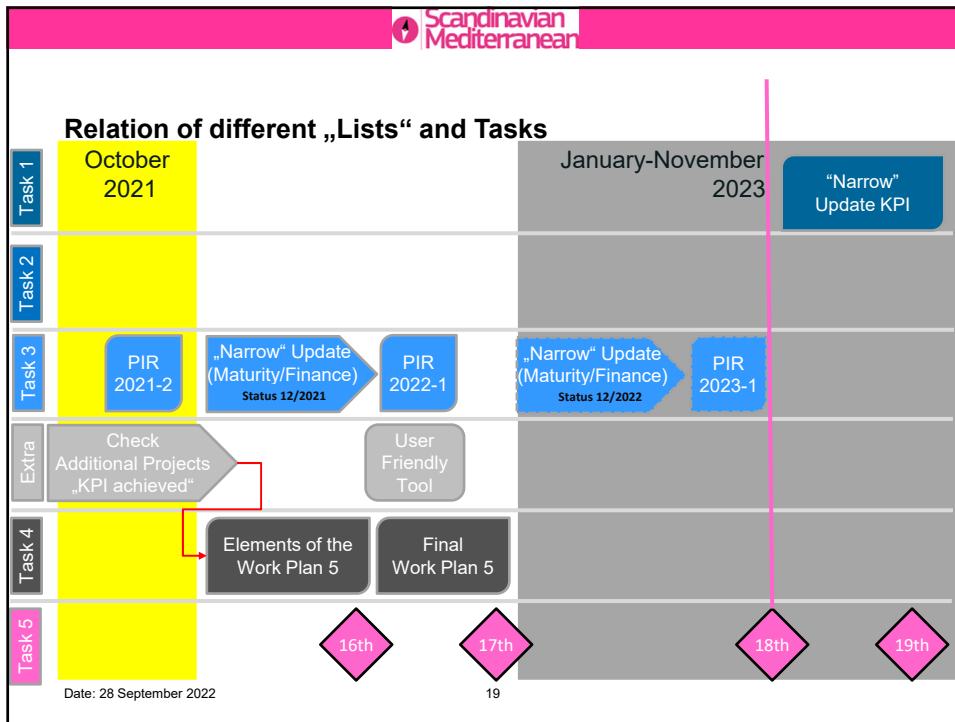 Scandinavian
Mediterranean
Relation of different „Lists“ and Tasks
October
2021
January-November
2023
Task 1
“Narrow”
Update KPI
Task 2
Task 3
PIR
2021-2
„Narrow“ Update
(Maturity/Finance)
Status 12/2021
PIR
2022-1
„Narrow“ Update
(Maturity/Finance)
Status 12/2022
PIR
2023-1
Extra
Check
Additional Projects
„KPI achieved“
User
Friendly
Tool
Task 4
Elements of the
Work Plan 5
Final
Work Plan 5
Task 5
16th
17th
18th
19th
Date: 28 September 2022
19